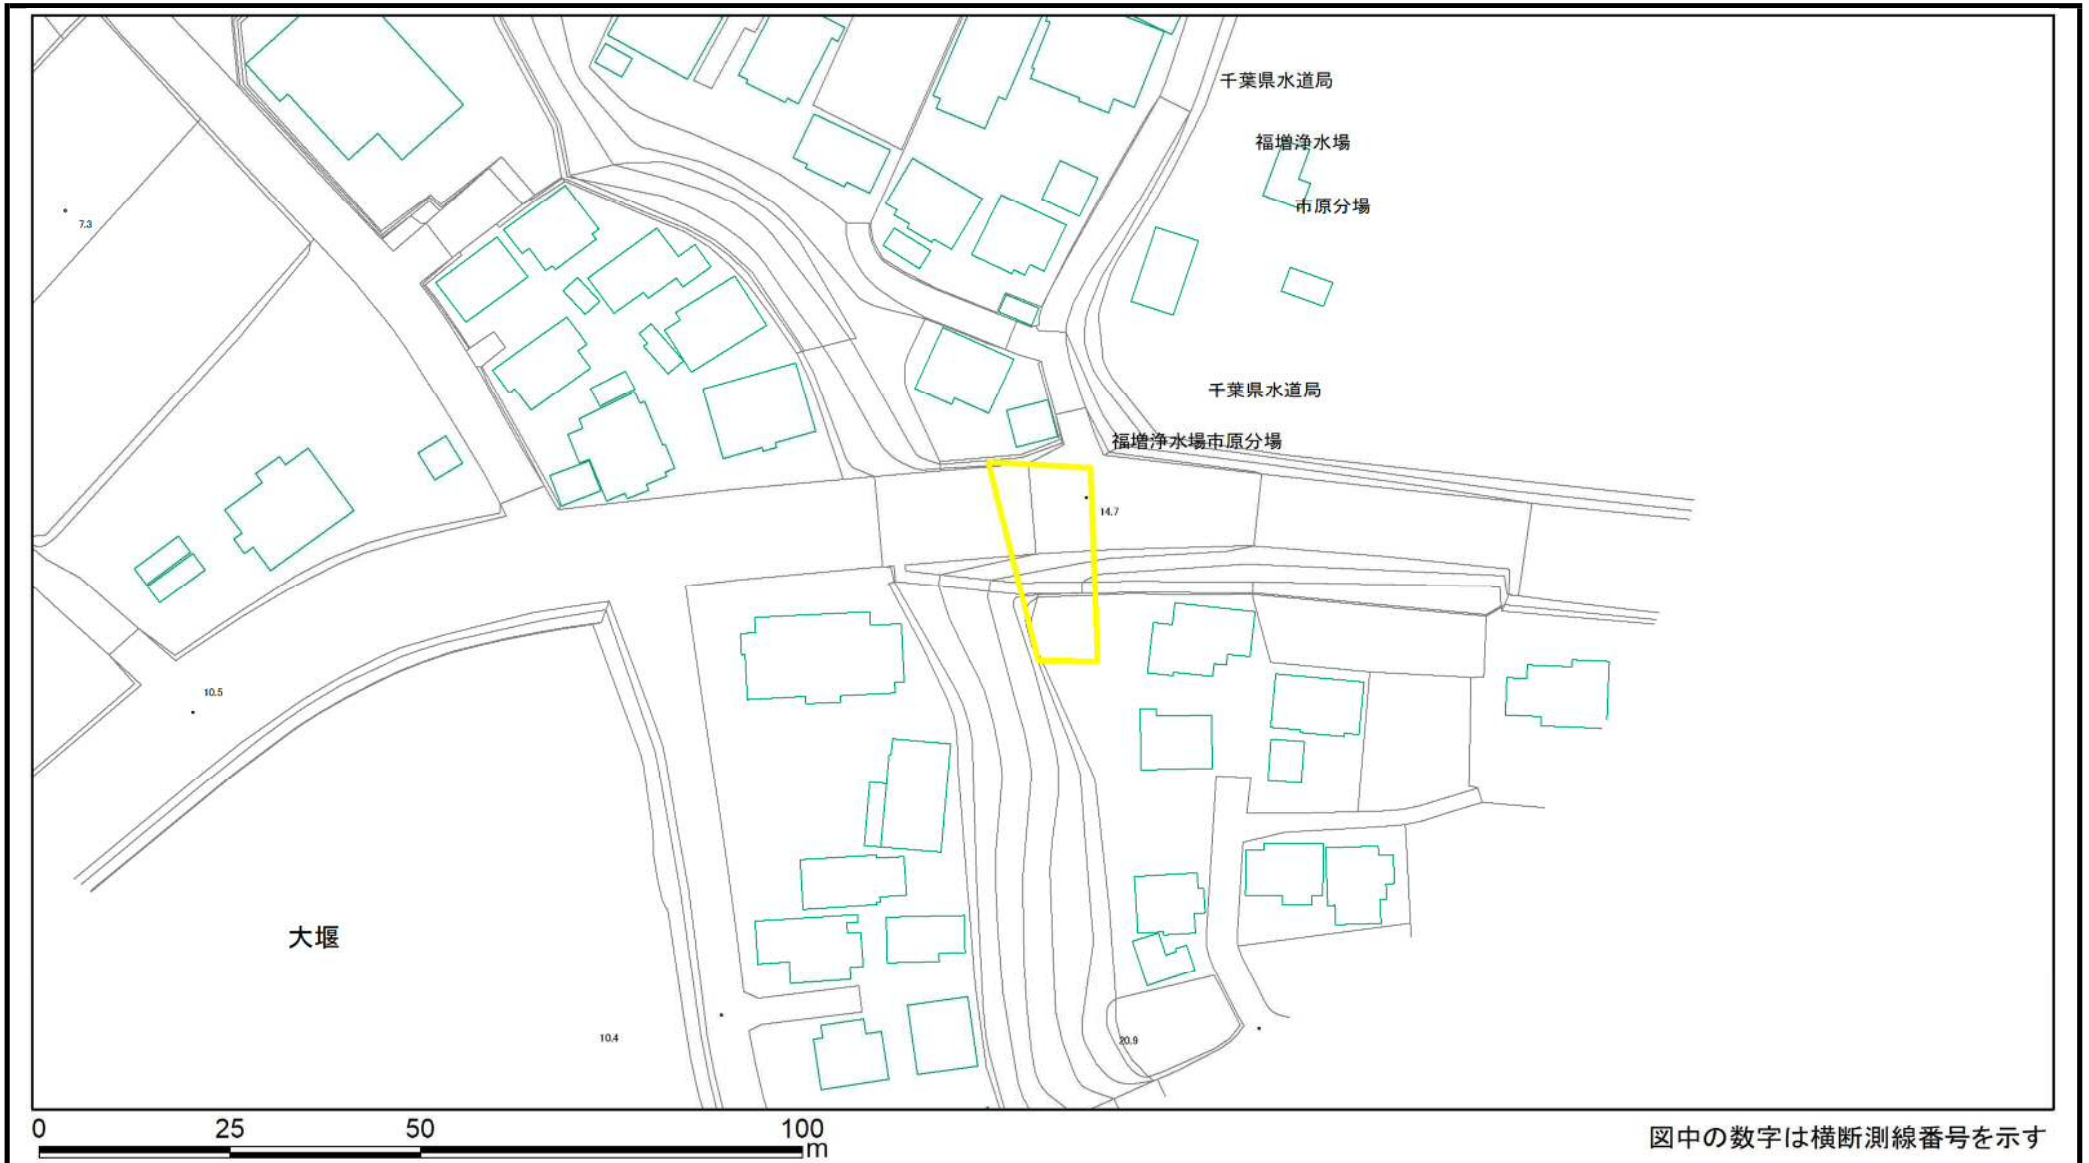 千葉県水道局
福増浄水場
市原分場
7.3
千葉県水道局
福増浄水場市原分場
14.7
10.5
大堰
10.4
20.9
0 25 50 100
m
図中の数字は横断測線番号を示す